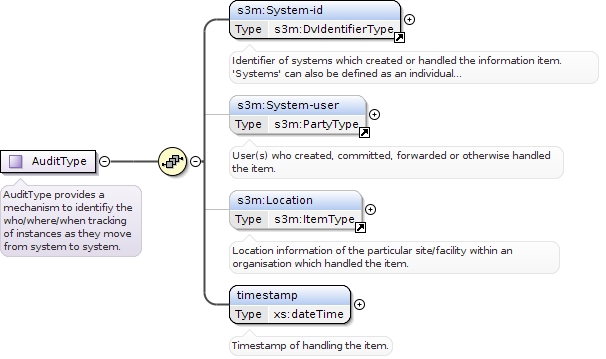 s3m:System-id
Type s3m:DvIdentifierType
Identifier of systems which created or handled the information item.
'Systems' can also be defined as an individual...
s3m:System-user
Type s3m:PartyType
User(s) who created, committed, forwarded or otherwise handled
the item.
AuditType
AuditType provides a
mechanism to identifiy the
who/where/when tracking
of instances as they move
from system to system.
s3m:Location
Type s3m:ItemType
Location information of the particular site/facility within an
organisation which handled the item.
timestamp
Type xs:dateTime
Timestamp of handling the item.